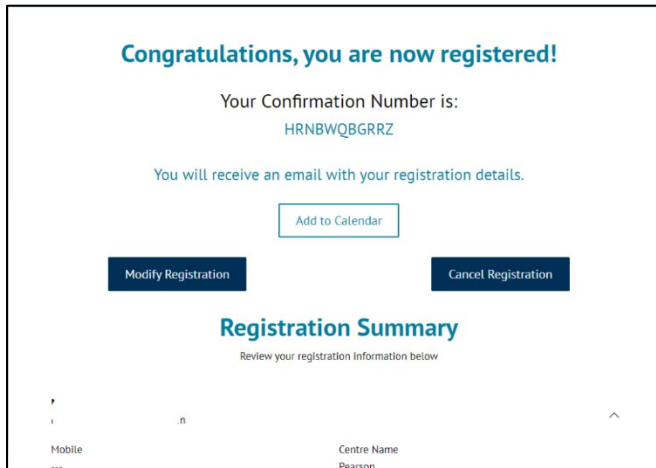 Congratulations, you are now registered!
Your Confirmation Number is:
HRNBWQBGRRZ
You will receive an email with your registration details.
Add to Calendar
Modify Registration
Cancel Registration
Registration Summary
Review your registration information below
Mobile
Centre Name
Pearson